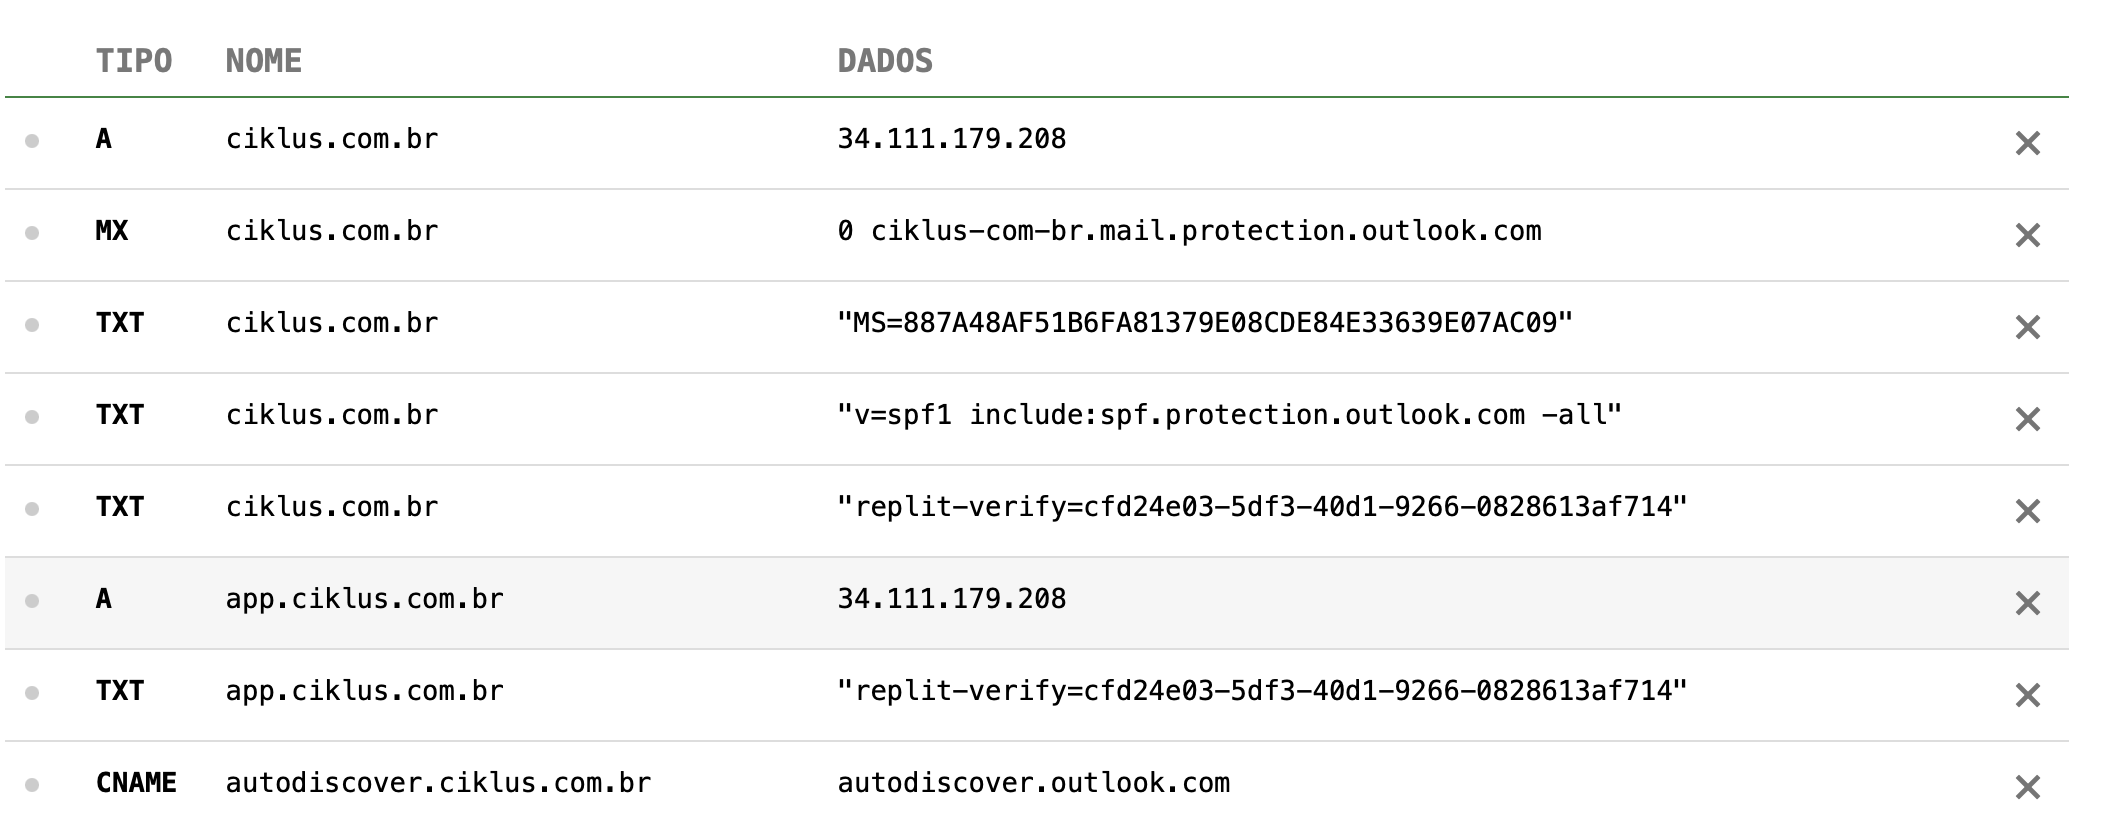 TIPO NOME DADOS
A ciklus.com.br 34.111.179.208
MX ciklus.com.br 0 ciklus-com-br.mail.protection.outlook.com
TXT ciklus.com.br "MS=887A48AF51B6FA81379E08CDE84E33639E07AC09"
TXT ciklus.com.br "v=spf1 include:spf.protection.outlook.com -all"
TXT ciklus.com.br "replit-verify=cfd24e03-5df3-40d1-9266-0828613af714"
A app.ciklus.com.br 34.111.179.208
TXT app.ciklus.com.br "replit-verify=cfd24e03-5df3-40d1-9266-0828613af714"
CNAME autodiscover.ciklus.com.br autodiscover.outlook.com